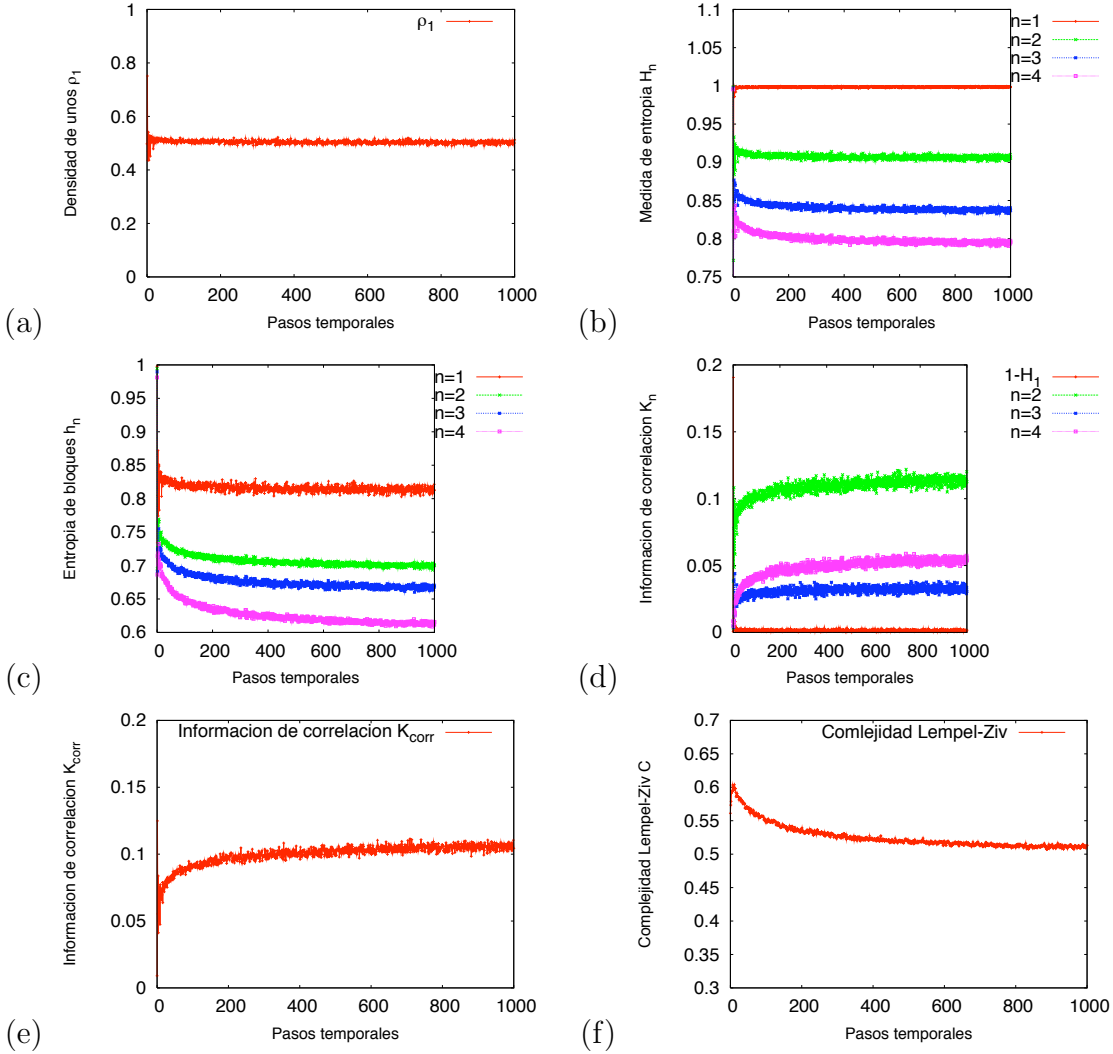 1
0.8
0.6
0.4
0.2
0
Densidad de unos ρ1
ρ1
0 200 400 600 800 1000
Pasos temporales
(a)
1.1
1.05
1
0.95
0.9
0.85
0.8
0.75
Medida de entropia Hn
n=1
n=2
n=3
n=4
0 200 400 600 800 1000
Pasos temporales
(b)
1
0.95
0.9
0.85
0.8
0.75
0.7
0.65
0.6
Entropia de bloques hn
n=1
n=2
n=3
n=4
0 200 400 600 800 1000
Pasos temporales
(c)
0.2
0.15
0.1
0.05
0
Informacion de correlacion Kn
1-H1
n=2
n=3
n=4
0 200 400 600 800 1000
Pasos temporales
(d)
0.2
0.15
0.1
0.05
0
Informacion de correlacion Kcorr
Informacion de correlacion Kcorr
0 200 400 600 800 1000
Pasos temporales
(e)
0.7
0.6
0.55
0.5
0.45
0.4
0.35
0.3
Complejidad Lempel-Ziv C
Comlejidad Lempel-Ziv
0 200 400 600 800 1000
Pasos temporales
(f)